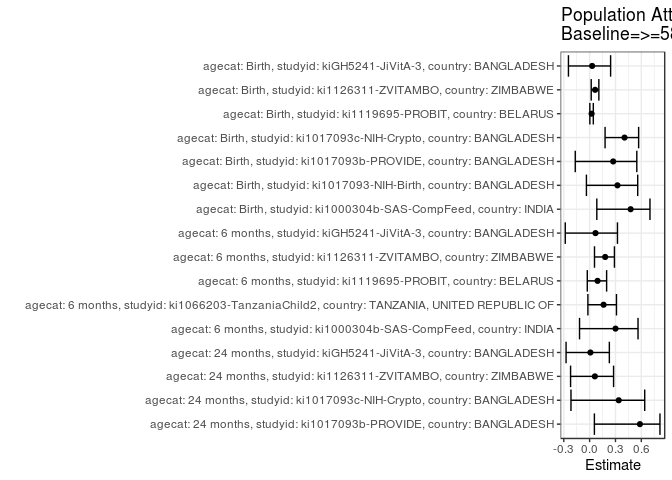 Population Att
Baseline=>=58
agecat: Birth, studyid: kiGH5241-JiVitA-3, country: BANGLADESH
agecat: Birth, studyid: ki1126311-ZVITAMBO, country: ZIMBABWE
agecat: Birth, studyid: ki1119695-PROBIT, country: BELARUS
agecat: Birth, studyid: ki1017093c-NIH-Crypto, country: BANGLADESH
agecat: Birth, studyid: ki1017093b-PROVIDE, country: BANGLADESH
agecat: Birth, studyid: ki1017093-NIH-Birth, country: BANGLADESH
agecat: Birth, studyid: ki1000304b-SAS-CompFeed, country: INDIA
agecat: 6 months, studyid: kiGH5241-JiVitA-3, country: BANGLADESH
agecat: 6 months, studyid: ki1126311-ZVITAMBO, country: ZIMBABWE
agecat: 6 months, studyid: ki1119695-PROBIT, country: BELARUS
agecat: 6 months, studyid: ki1066203-TanzaniaChild2, country: TANZANIA, UNITED REPUBLIC OF
agecat: 6 months, studyid: ki1000304b-SAS-CompFeed, country: INDIA
agecat: 24 months, studyid: kiGH5241-JiVitA-3, country: BANGLADESH
agecat: 24 months, studyid: ki1126311-ZVITAMBO, country: ZIMBABWE
agecat: 24 months, studyid: ki1017093c-NIH-Crypto, country: BANGLADESH
agecat: 24 months, studyid: ki1017093b-PROVIDE, country: BANGLADESH
-0.3 0.0 0.3 0.6
Estimate